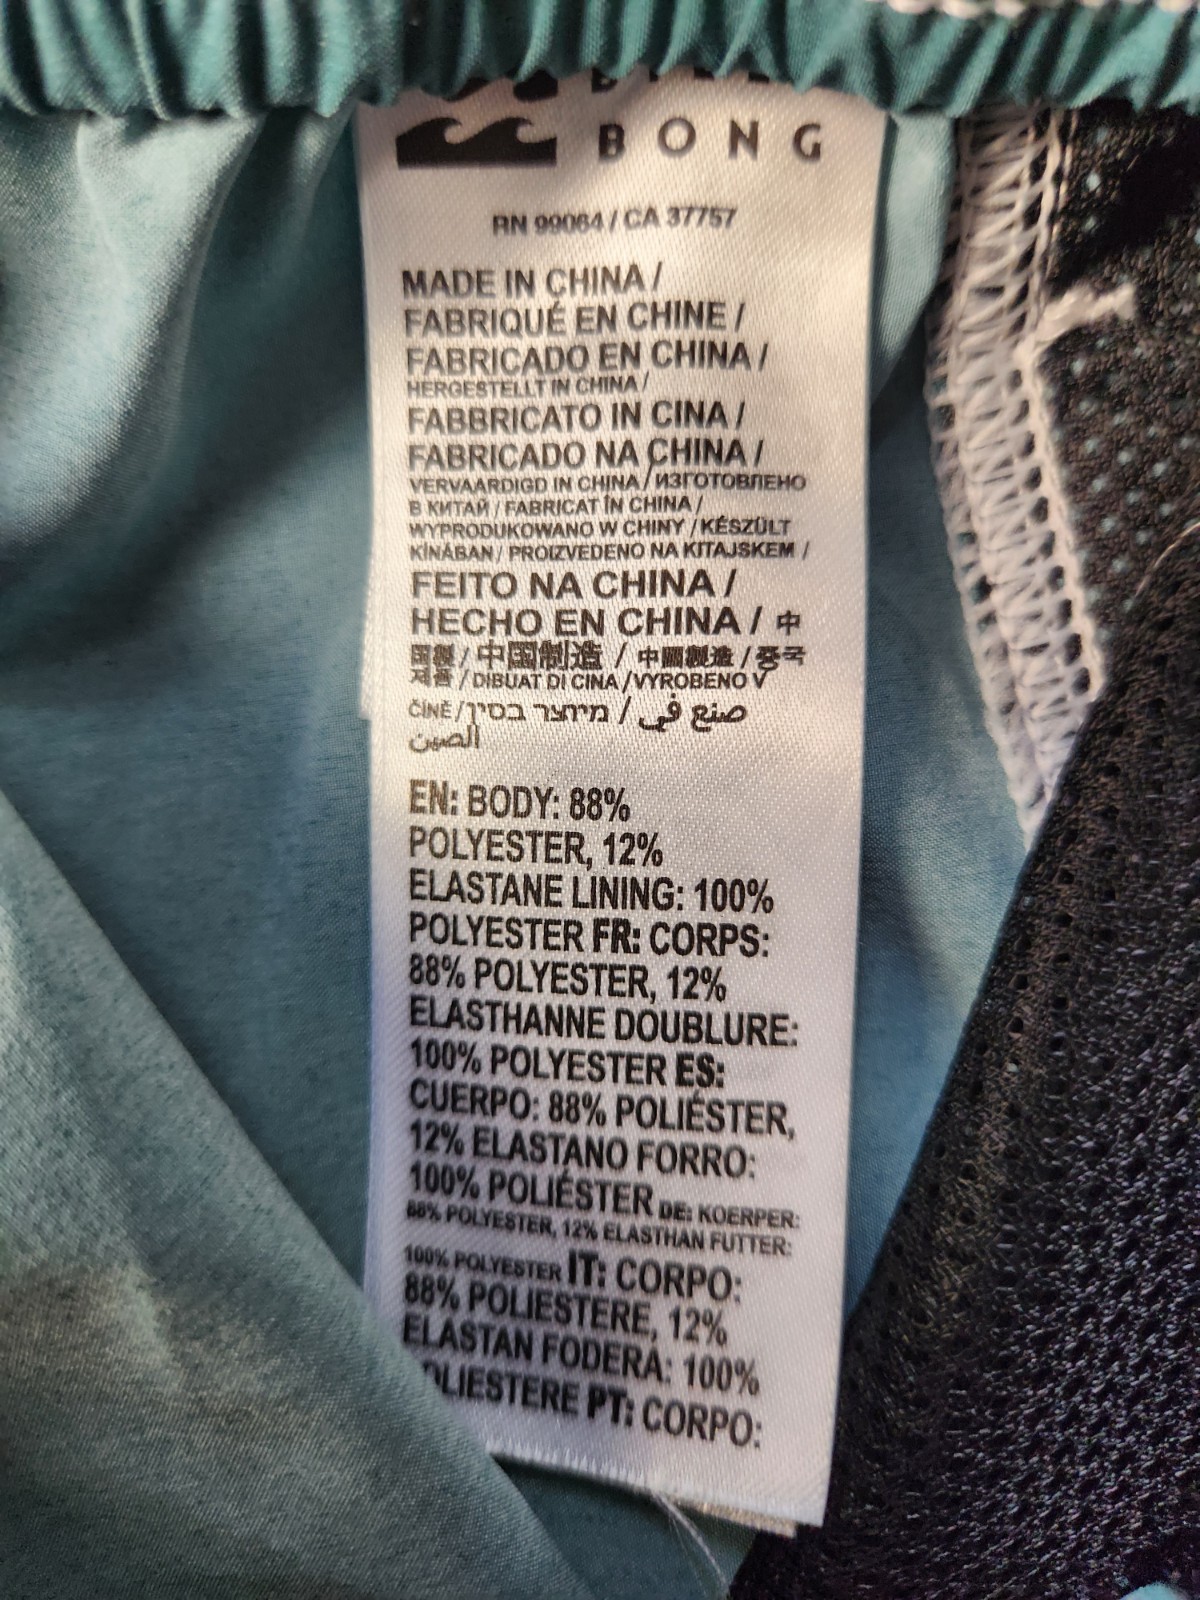 BONG
RN 99064 / CA 37757
MADE IN CHINA /
FABRIQUÉ EN CHINE /
FABRICADO EN CHINA /
HERGESTELLT IN CHINA /
FABBRICATO IN CINA /
FABRICADO NA CHINA /
VERVAARDIGD IN CHINA / ИЗГОТОВЛЕНО
В КИТАЙ / FABRICAT ÎN CHINA /
WYPRODUKOWANO W CHINY / KÉSZÜLT
KÍNÁBAN / PROIZVEDENO NA KITAJSKEM /
FEITO NA CHINA /
HECHO EN CHINA / 中
国製 / 中国制造 / 中國製造 / 중국
제품 / DIBUAT DI CINA / VYROBENO V
ČÍNĚ / מיוצר בסין / صنع في
الصين
EN: BODY: 88%
POLYESTER, 12%
ELASTANE LINING: 100%
POLYESTER FR: CORPS:
88% POLYESTER, 12%
ELASTHANNE DOUBLURE:
100% POLYESTER ES:
CUERPO: 88% POLIÉSTER,
12% ELASTANO FORRO:
100% POLIÉSTER DE: KOERPER:
88% POLYESTER, 12% ELASTHAN FUTTER:
100% POLYESTER IT: CORPO:
88% POLIESTERE, 12%
ELASTAN FODERA: 100%
OLIESTERE PT: CORPO: